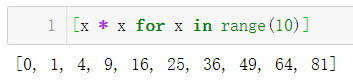 1 [x * x for x in range(10)]
[0, 1, 4, 9, 16, 25, 36, 49, 64, 81]